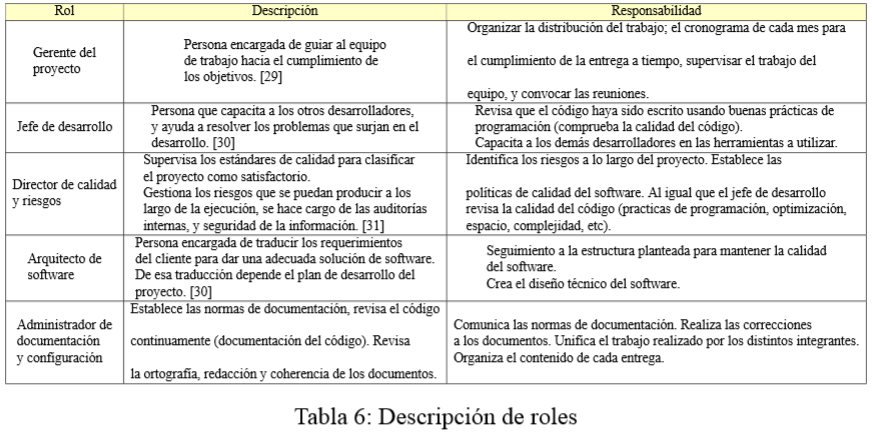 Rol Descripción Responsabilidad
Gerente del
proyecto
Persona encargada de guiar al equipo
de trabajo hacia el cumplimiento de
los objetivos. [29]
Organizar la distribución del trabajo; el cronograma de cada mes para
el cumplimiento de la entrega a tiempo, supervisar el trabajo del
equipo, y convocar las reuniones.
Jefe de desarrollo
Persona que capacita a los otros desarrolladores,
y ayuda a resolver los problemas que surjan en el
desarrollo. [30]
Revisa que el código haya sido escrito usando buenas prácticas de
programación (comprueba la calidad del código).
Capacita a los demás desarrolladores en las herramientas a utilizar.
Director de calidad
y riesgos
Supervisa los estándares de calidad para clasificar
el proyecto como satisfactorio.
Gestiona los riesgos que se puedan producir a los
largo de la ejecución, se hace cargo de las auditorías
internas, y seguridad de la información. [31]
Identifica los riesgos a lo largo del proyecto. Establece las
políticas de calidad del software. Al igual que el jefe de desarrollo
revisa la calidad del código (practicas de programación, optimización,
espacio, complejidad, etc).
Arquitecto de
software
Persona encargada de traducir los requerimientos
del cliente para dar una adecuada solución de software.
De esa traducción depende el plan de desarrollo del
proyecto. [30]
Seguimiento a la estructura planteada para mantener la calidad
del software.
Crea el diseño técnico del software.
Administrador de
documentación
y configuración
Establece las normas de documentación, revisa el código
continuamente (documentación del código). Revisa
la ortografía, redacción y coherencia de los documentos.
Comunica las normas de documentación. Realiza las correcciones
a los documentos. Unifica el trabajo realizado por los distintos integrantes.
Organiza el contenido de cada entrega.
Tabla 6: Descripción de roles